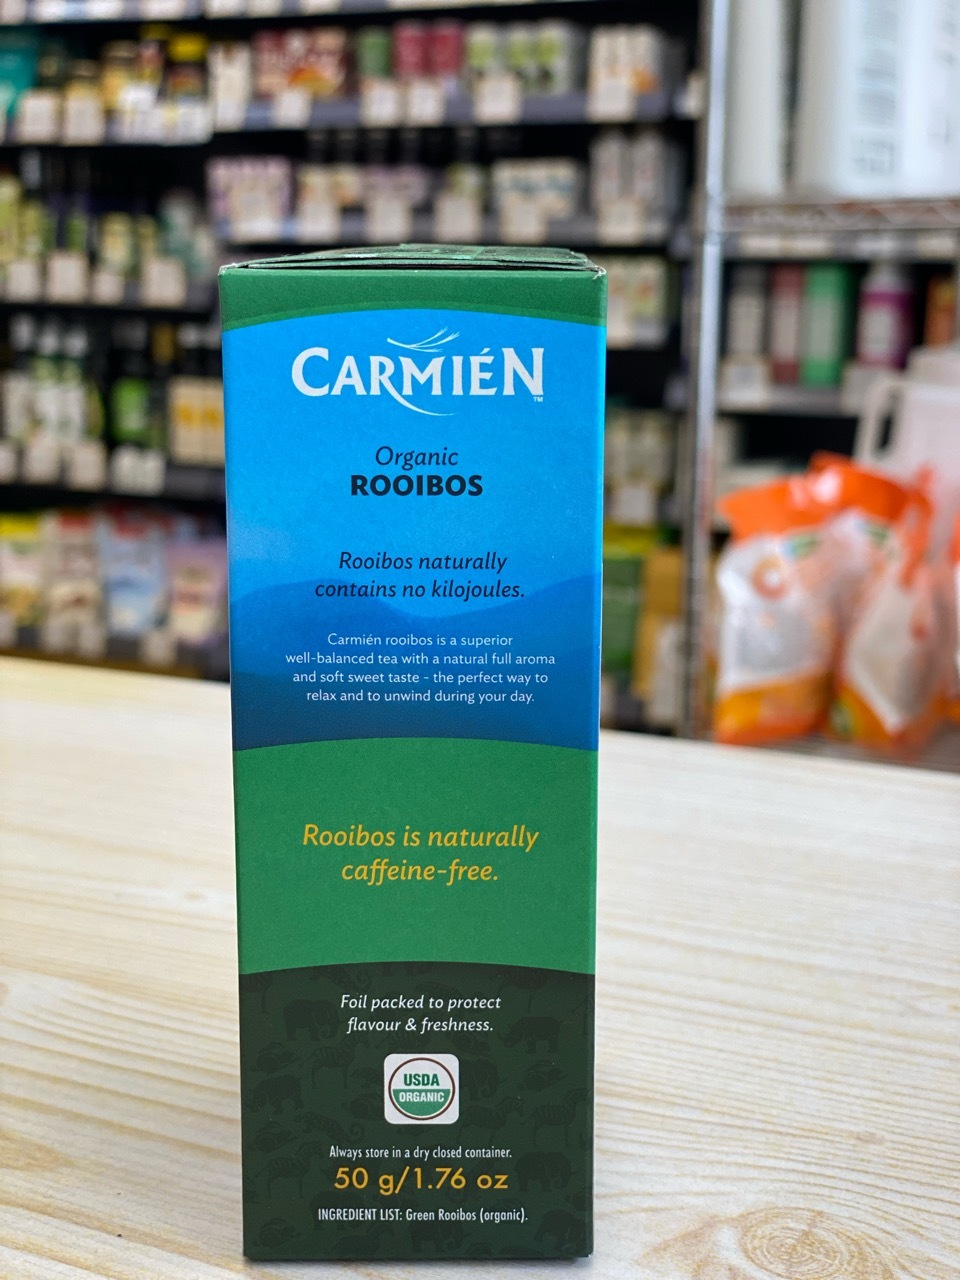 CARMIÉN™
Organic
ROOIBOS
Rooibos naturally
contains no kilojoules.
Carmién rooibos is a superior
well-balanced tea with a natural full aroma
and soft sweet taste - the perfect way to
relax and to unwind during your day.
Rooibos is naturally
caffeine-free.
Foil packed to protect
flavour & freshness.
USDA
ORGANIC
Always store in a dry closed container.
50 g/1.76 oz
INGREDIENT LIST: Green Rooibos (organic).